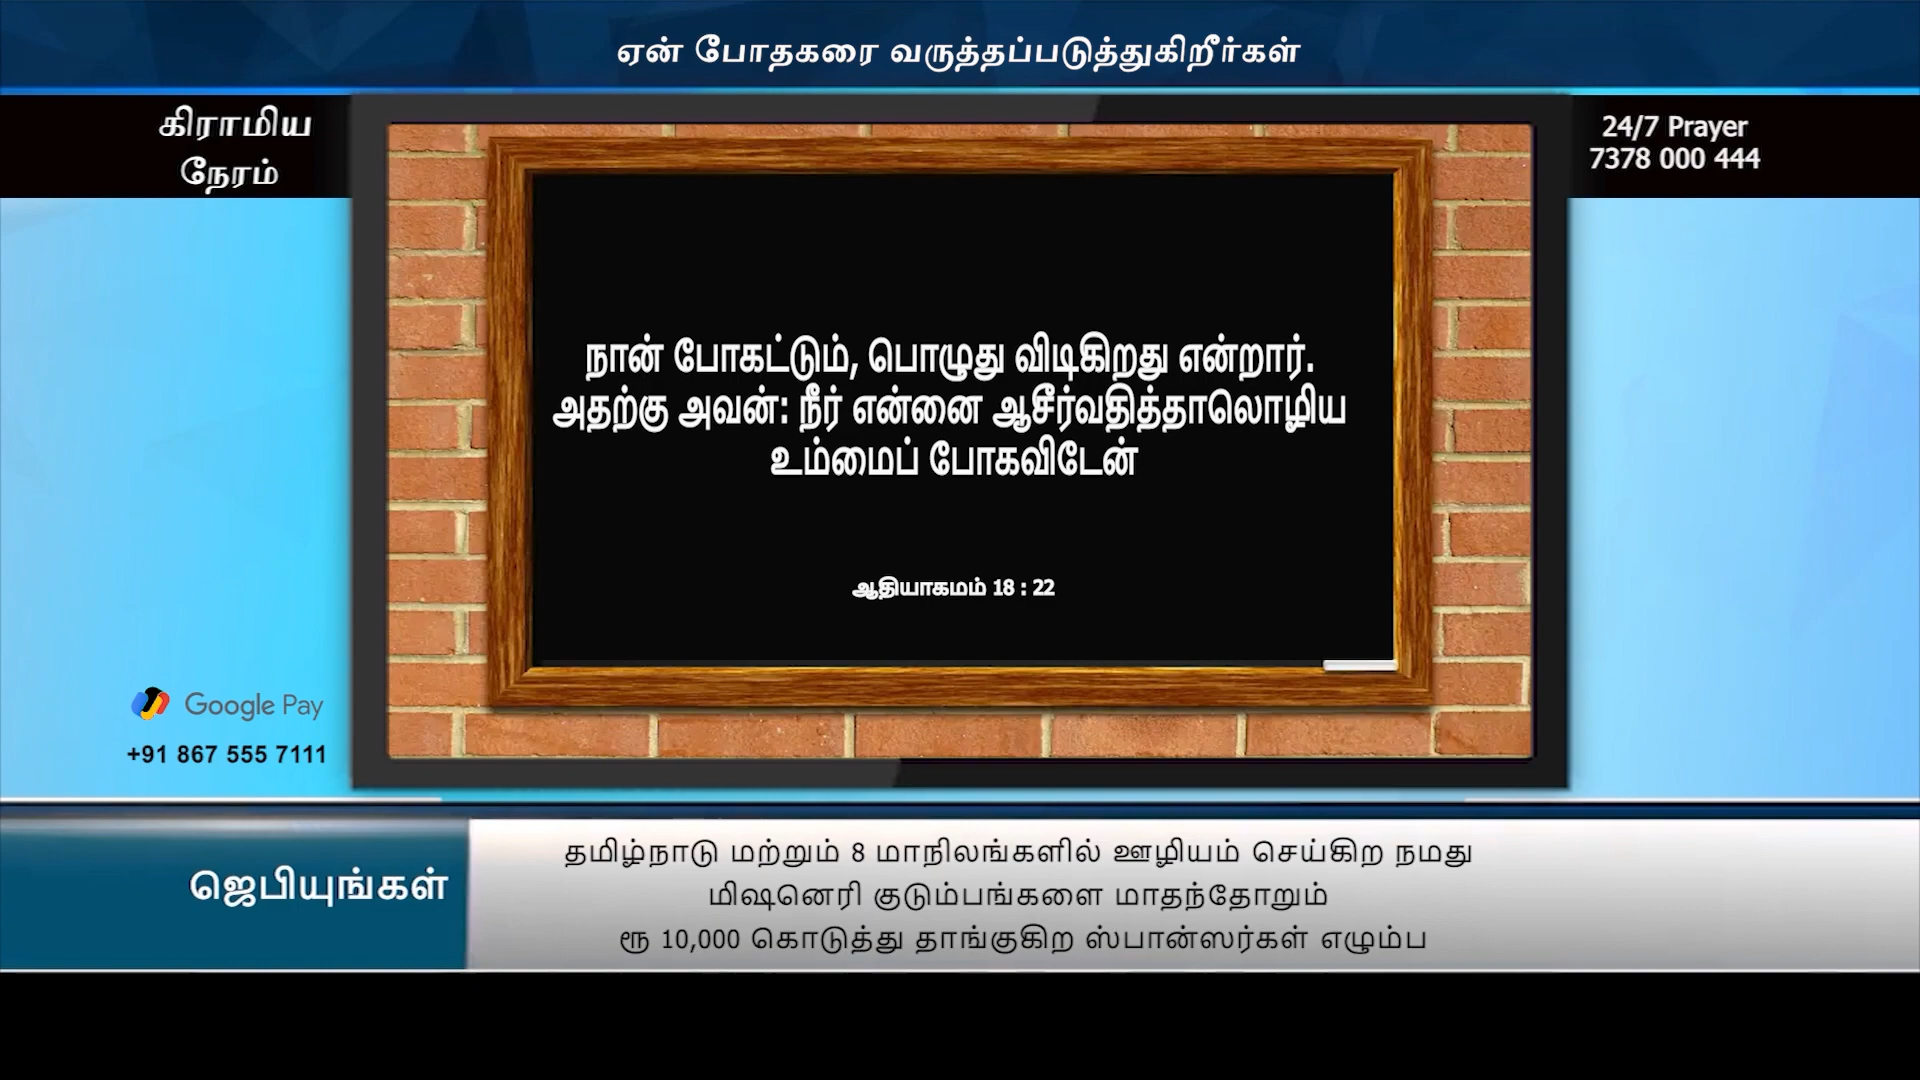 ஏன் போதகரை வருத்தப்படுத்துகிறீர்கள்
கிராமிய
நேரம்
24/7 Prayer
7378 000 444
நான் போகட்டும், பொழுது விடிகிறது என்றார்.
அதற்கு அவன்: நீர் என்னை ஆசீர்வதித்தாலொழிய
உம்மைப் போகவிடேன்
ஆதியாகமம் 18 : 22
Google Pay
+91 867 555 7111
ஜெபியுங்கள்
தமிழ்நாடு மற்றும் 8 மாநிலங்களில் ஊழியம் செய்கிற நமது
மிஷனெரி குடும்பங்களை மாதந்தோறும்
ரூ 10,000 கொடுத்து தாங்குகிற ஸ்பான்ஸர்கள் எழும்ப